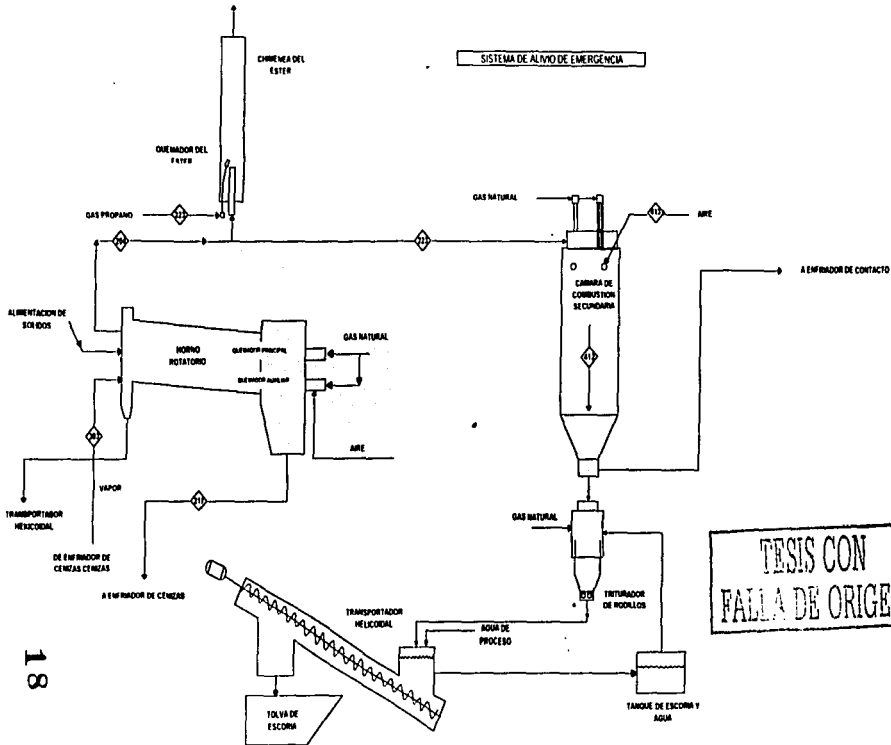 CHIMENEA DEL
ESTER
SISTEMA DE ALIVIO DE EMERGENCIA
QUEMADOR DEL
GAS PROPANO
GAS NATURAL
AIRE
A ENFRIADOR DE CONTACTO
CAMARA DE
COMBUSTION
SECUNDARIA
412
ALIMENTACION DE
SOLIDOS
HORNO
ROTATORIO
QUEMADOR PRINCIPAL
QUEMADOR AUXILIAR
GAS NATURAL
AIRE
VAPOR
TRANSPORTADOR
HELICOIDAL
DE ENFRIADOR DE
CENIZAS CENIZAS
A ENFRIADOR DE CENIZAS
GAS NATURAL
TRITURADOR
DE RODILLOS
TRANSPORTADOR
HELICOIDAL
AGUA DE
PROCESO
TOLVA DE
ESCORIA
TANQUE DE ESCORIA Y
AGUA
TESIS CON
FALLA DE ORIGE
18